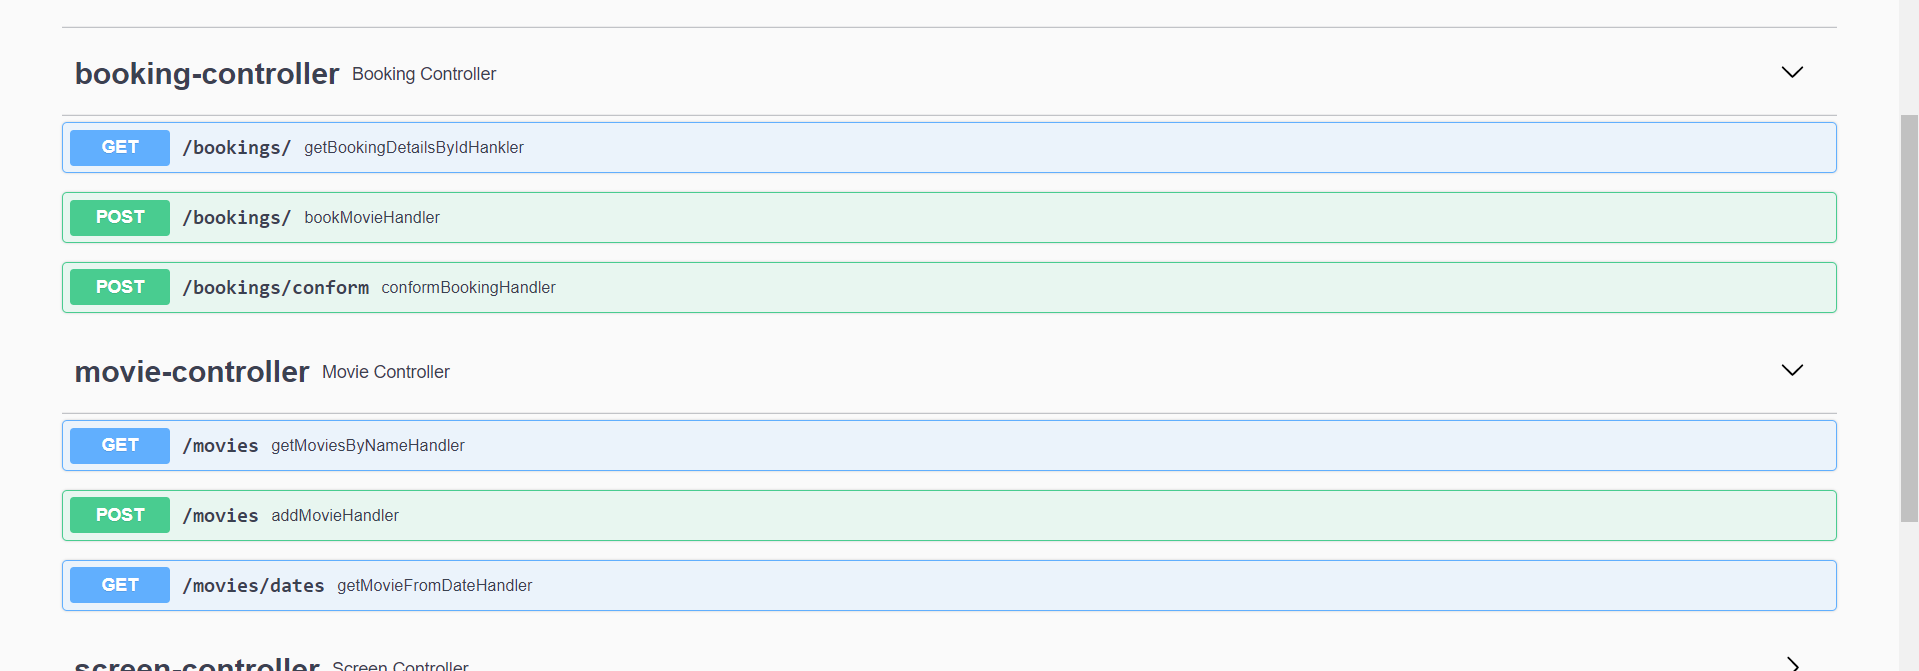 booking-controller Booking Controller
GET /bookings/ getBookingDetailsByIdHankler
POST /bookings/ bookMovieHandler
POST /bookings/conform conformBookingHandler
movie-controller Movie Controller
GET /movies getMoviesByNameHandler
POST /movies addMovieHandler
GET /movies/dates getMovieFromDateHandler
screen-controller Screen Controller